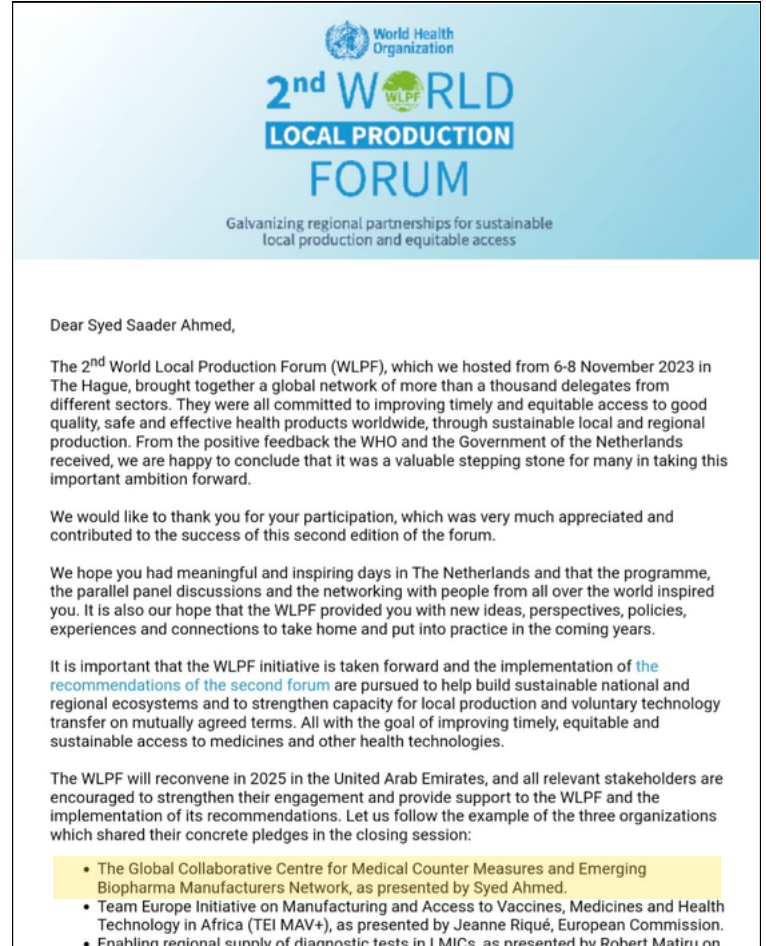 World Health
Organization
2nd WORLD
WLPF
LOCAL PRODUCTION
FORUM
Galvanizing regional partnerships for sustainable
local production and equitable access
Dear Syed Saader Ahmed,
The 2nd World Local Production Forum (WLPF), which we hosted from 6-8 November 2023 in
The Hague, brought together a global network of more than a thousand delegates from
different sectors. They were all committed to improving timely and equitable access to good
quality, safe and effective health products worldwide, through sustainable local and regional
production. From the positive feedback the WHO and the Government of the Netherlands
received, we are happy to conclude that it was a valuable stepping stone for many in taking this
important ambition forward.
We would like to thank you for your participation, which was very much appreciated and
contributed to the success of this second edition of the forum.
We hope you had meaningful and inspiring days in The Netherlands and that the programme,
the parallel panel discussions and the networking with people from all over the world inspired
you. It is also our hope that the WLPF provided you with new ideas, perspectives, policies,
experiences and connections to take home and put into practice in the coming years.
It is important that the WLPF initiative is taken forward and the implementation of the
recommendations of the second forum are pursued to help build sustainable national and
regional ecosystems and to strengthen capacity for local production and voluntary technology
transfer on mutually agreed terms. All with the goal of improving timely, equitable and
sustainable access to medicines and other health technologies.
The WLPF will reconvene in 2025 in the United Arab Emirates, and all relevant stakeholders are
encouraged to strengthen their engagement and provide support to the WLPF and the
implementation of its recommendations. Let us follow the example of the three organizations
which shared their concrete pledges in the closing session:
• The Global Collaborative Centre for Medical Counter Measures and Emerging
Biopharma Manufacturers Network, as presented by Syed Ahmed.
• Team Europe Initiative on Manufacturing and Access to Vaccines, Medicines and Health
Technology in Africa (TEI MAV+), as presented by Jeanne Riqué, European Commission.
• Enabling regional supply of diagnostic tests in LMICs, as presented by Robert Matiru on